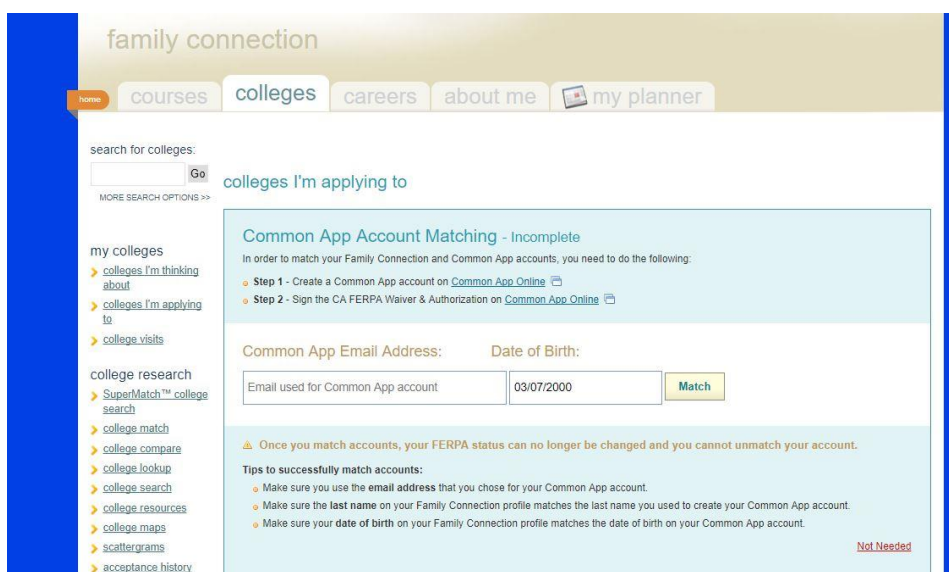 family connection
home
courses
colleges
careers
about me
my planner
search for colleges:
Go
MORE SEARCH OPTIONS >>
my colleges
colleges I'm thinking
about
colleges I'm applying
to
college visits
college research
SuperMatch™ college
search
college match
college compare
college lookup
college search
college resources
college maps
scattergrams
acceptance history
colleges I'm applying to
Common App Account Matching - Incomplete
In order to match your Family Connection and Common App accounts, you need to do the following:
Step 1 - Create a Common App account on Common App Online
Step 2 - Sign the CA FERPA Waiver & Authorization on Common App Online
Common App Email Address: Date of Birth:
Email used for Common App account 03/07/2000 Match
Once you match accounts, your FERPA status can no longer be changed and you cannot unmatch your account.
Tips to successfully match accounts:
Make sure you use the email address that you chose for your Common App account.
Make sure the last name on your Family Connection profile matches the last name you used to create your Common App account.
Make sure your date of birth on your Family Connection profile matches the date of birth on your Common App account.
Not Needed